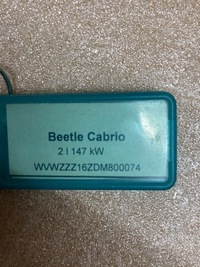 Beetle Cabrio
2 l 147 kW
WVWZZZ16ZDM800074